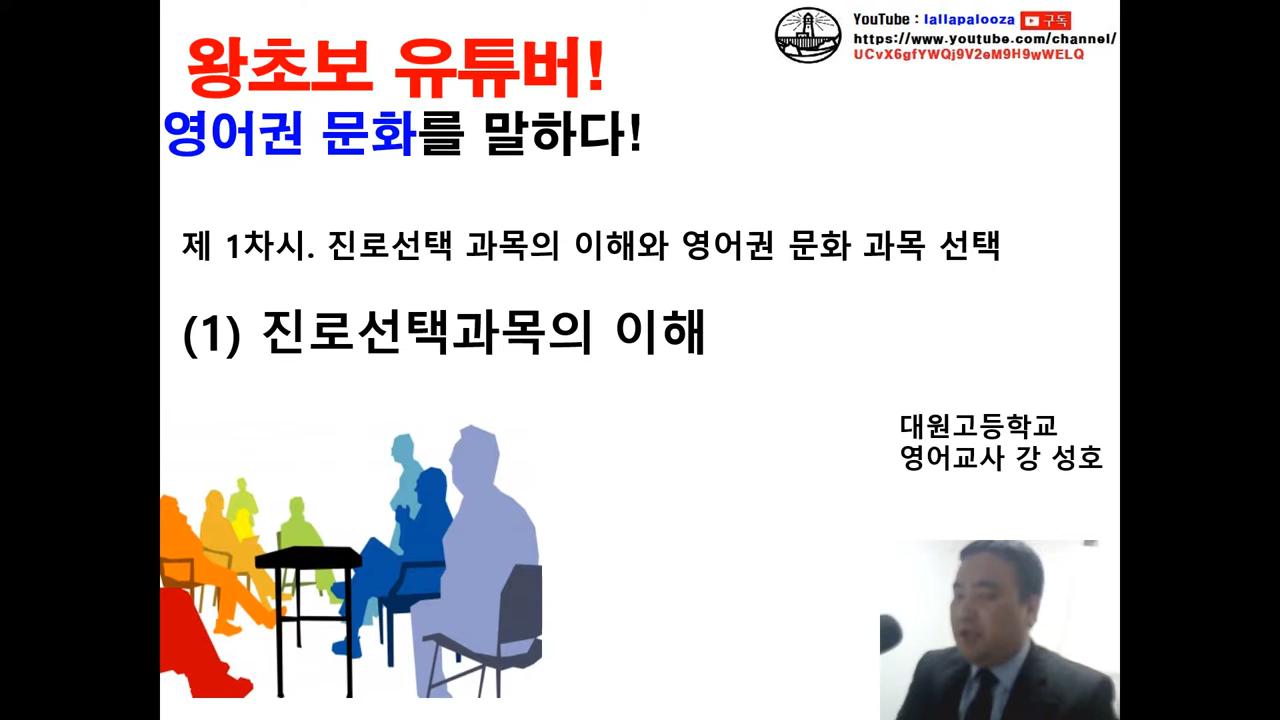 왕초보 유튜버!
영어권 문화를 말하다!
YouTube : lallapalooza 구독
https://www.youtube.com/channel/
UCvX6gfYWQj9V2eM9H9wWELQ
제 1차시. 진로선택 과목의 이해와 영어권 문화 과목 선택
(1) 진로선택과목의 이해
대원고등학교
영어교사 강 성호